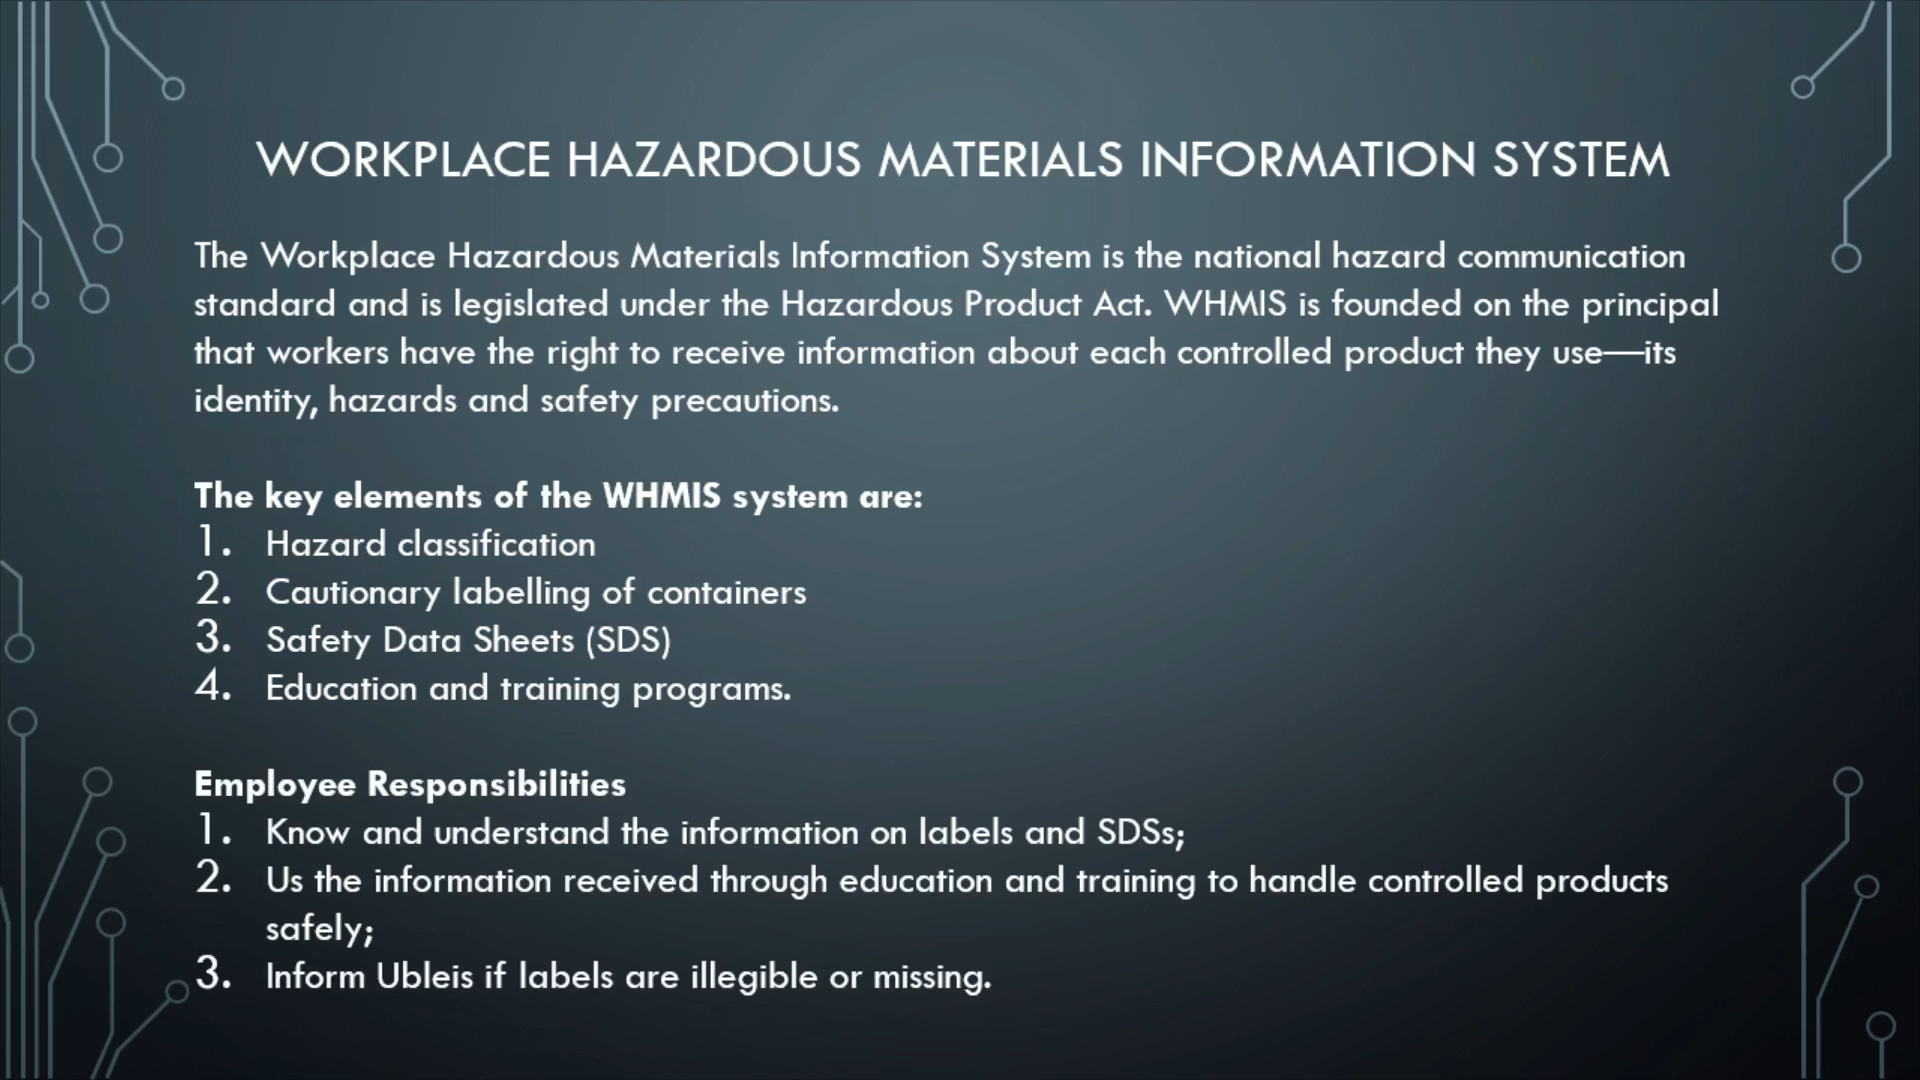 WORKPLACE HAZARDOUS MATERIALS INFORMATION SYSTEM
The Workplace Hazardous Materials Information System is the national hazard communication
standard and is legislated under the Hazardous Product Act. WHMIS is founded on the principal
that workers have the right to receive information about each controlled product they use—its
identity, hazards and safety precautions.
The key elements of the WHMIS system are:
1. Hazard classification
2. Cautionary labelling of containers
3. Safety Data Sheets (SDS)
4. Education and training programs.
Employee Responsibilities
1. Know and understand the information on labels and SDSs;
2. Us the information received through education and training to handle controlled products
safely;
3. Inform Ubleis if labels are illegible or missing.